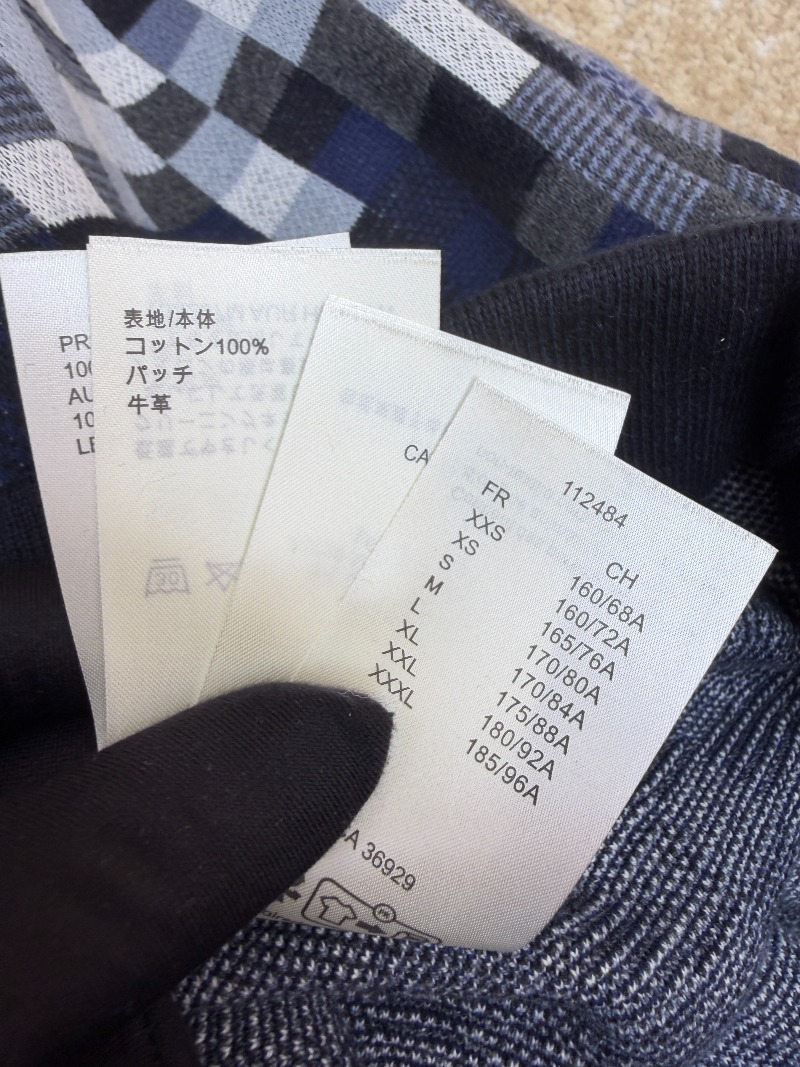 PR
100
AU
10
LE
表地/本体
コットン100%
パッチ
牛革
30
CA
112484
FR CH
XXS 160/68A
XS 160/72A
S 165/76A
M 170/80A
L 170/84A
XL 175/88A
XXL 180/92A
XXXL 185/96A
CA 36929